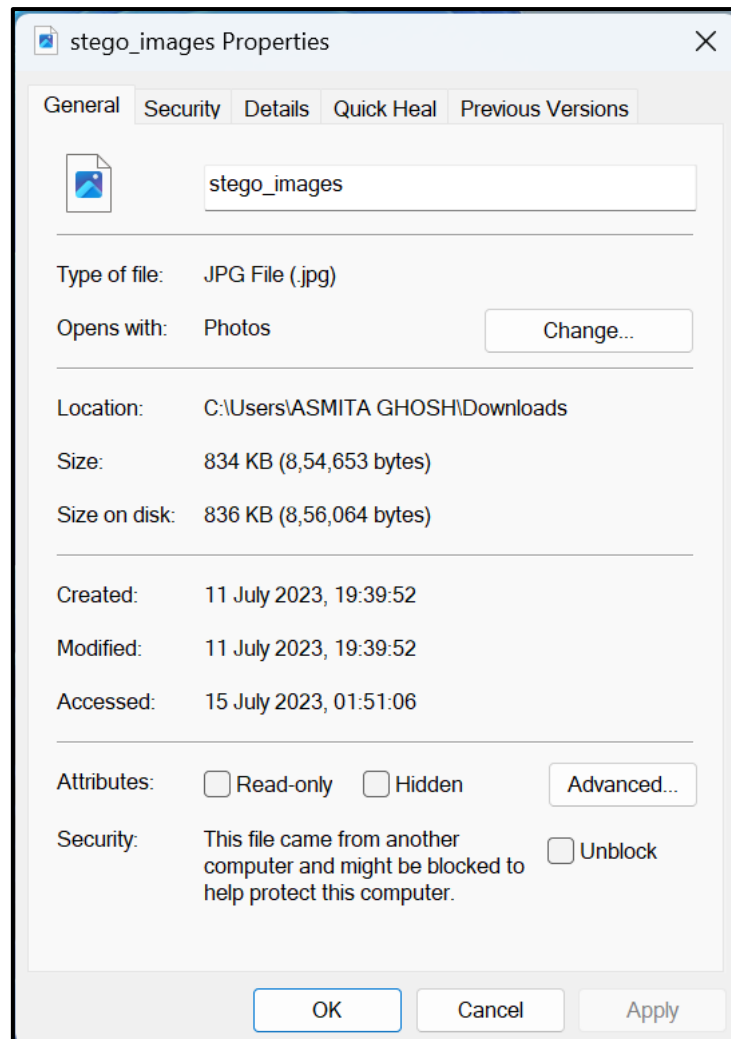 stego_images Properties
General Security Details Quick Heal Previous Versions
stego_images
Type of file: JPG File (.jpg)
Opens with: Photos Change...
Location: C:\Users\ASMITA GHOSH\Downloads
Size: 834 KB (8,54,653 bytes)
Size on disk: 836 KB (8,56,064 bytes)
Created: 11 July 2023, 19:39:52
Modified: 11 July 2023, 19:39:52
Accessed: 15 July 2023, 01:51:06
Attributes: Read-only Hidden Advanced...
Security: This file came from another
computer and might be blocked to
help protect this computer.
Unblock
OK Cancel Apply